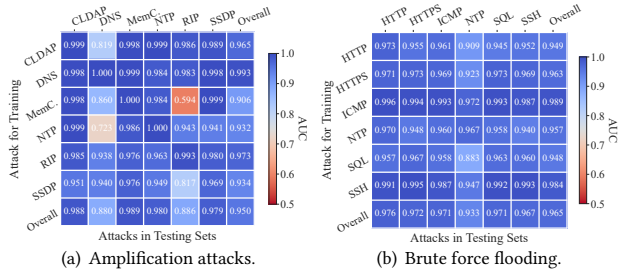 CLDAP DNS MemC. NTP RIP SSDP Overall
CLDAP 0.999 0.819 0.998 0.999 0.986 0.989 0.965
DNS 0.998 1.000 0.999 0.984 0.983 0.998 0.993
MemC. 0.998 0.860 1.000 0.984 0.594 0.999 0.906
NTP 0.999 0.723 0.986 1.000 0.943 0.941 0.932
RIP 0.985 0.938 0.976 0.963 0.993 0.980 0.973
SSDP 0.951 0.940 0.976 0.949 0.817 0.969 0.934
Overall 0.988 0.880 0.989 0.980 0.886 0.979 0.950
Attack for Training
Attacks in Testing Sets
1.0
0.9
0.8
0.7
0.6
0.5
AUC
(a) Amplification attacks.
HTTP HTTPS ICMP NTP SQL SSH Overall
HTTP 0.973 0.955 0.961 0.909 0.945 0.952 0.949
HTTPS 0.971 0.973 0.969 0.923 0.973 0.969 0.963
ICMP 0.996 0.994 0.993 0.972 0.993 0.987 0.989
NTP 0.970 0.948 0.960 0.967 0.958 0.940 0.957
SQL 0.957 0.967 0.958 0.883 0.963 0.960 0.948
SSH 0.991 0.995 0.987 0.947 0.992 0.993 0.984
Overall 0.976 0.972 0.971 0.933 0.971 0.967 0.965
Attack for Training
Attacks in Testing Sets
1.0
0.9
0.8
0.7
0.6
0.5
AUC
(b) Brute force flooding.